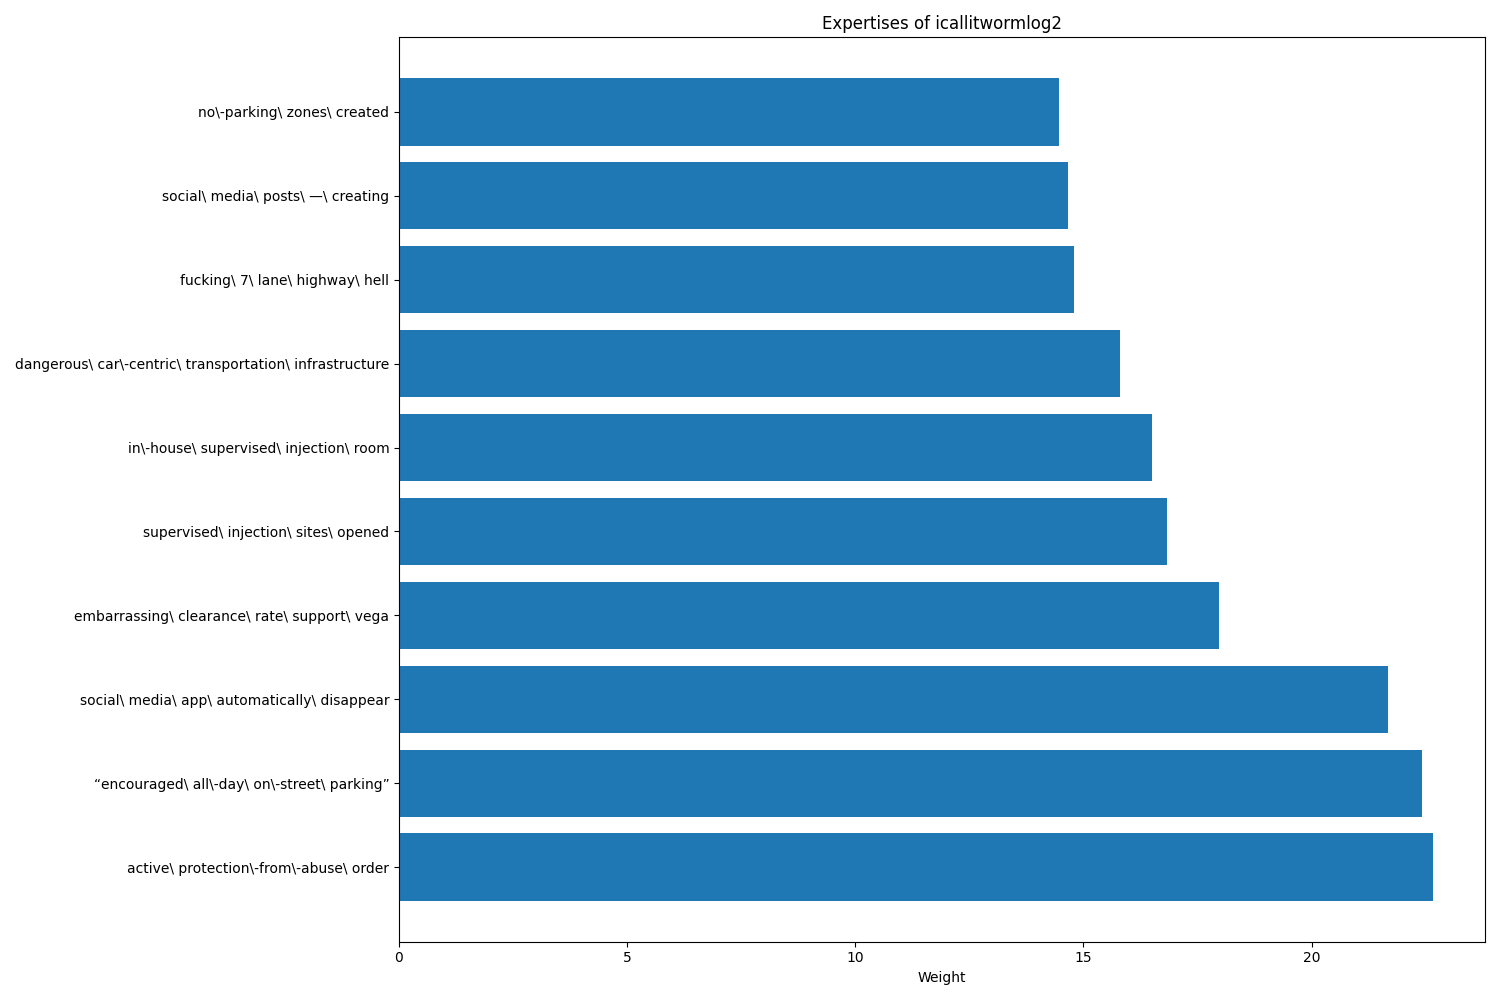 Expertises of icallitwormlog2
no\-parking\ zones\ created
social\ media\ posts\ —\ creating
fucking\ 7\ lane\ highway\ hell
dangerous\ car\-centric\ transportation\ infrastructure
in\-house\ supervised\ injection\ room
supervised\ injection\ sites\ opened
embarrassing\ clearance\ rate\ support\ vega
social\ media\ app\ automatically\ disappear
“encouraged\ all\-day\ on\-street\ parking”
active\ protection\-from\-abuse\ order
0 5 10 15 20
Weight